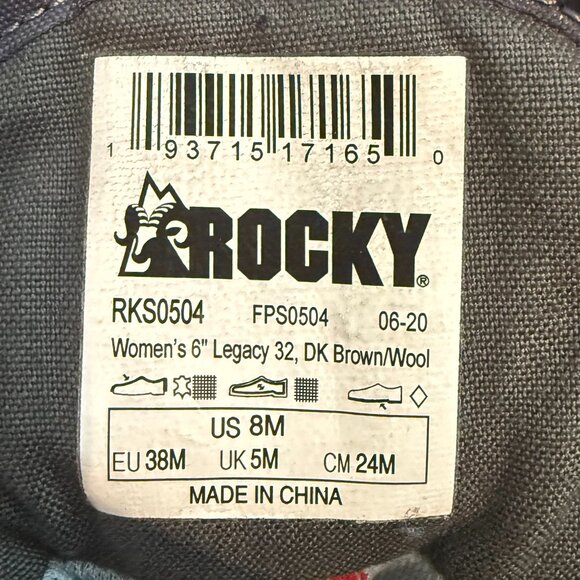 1 93715 17165 0
ROCKY®
RKS0504 FPS0504 06-20
Women's 6" Legacy 32, DK Brown/Wool
US 8M
EU 38M UK 5M CM 24M
MADE IN CHINA